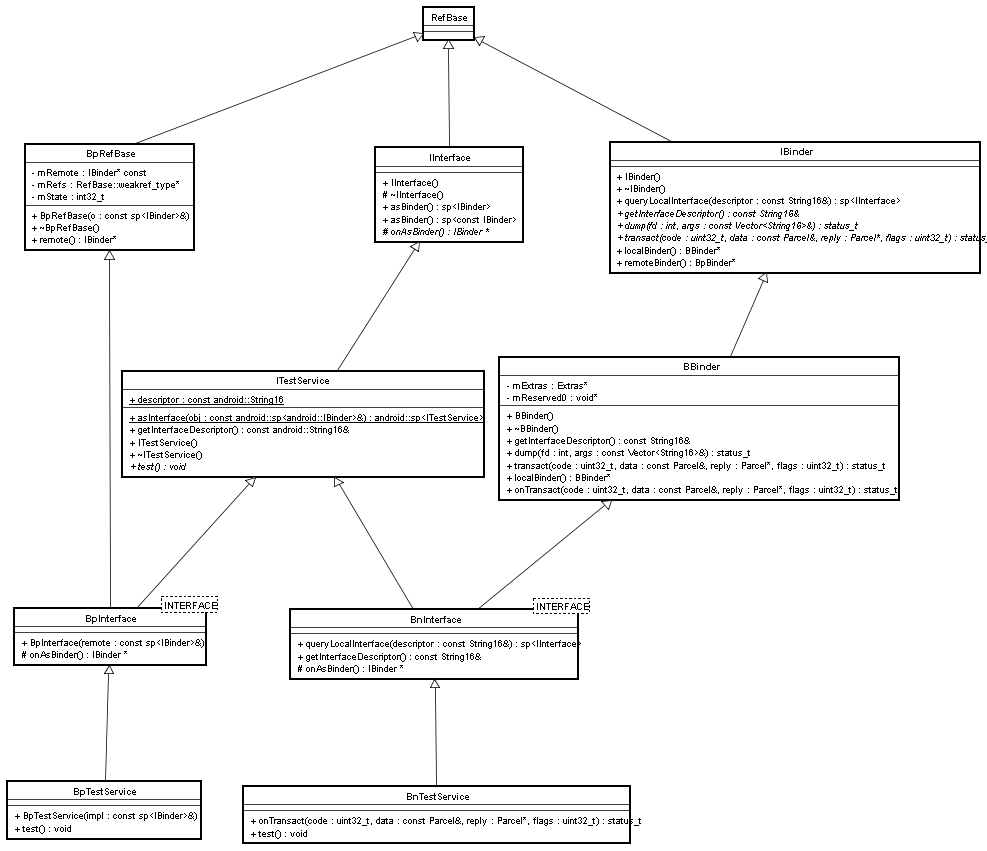 RefBase
BpRefBase
- mRemote : IBinder* const
- mRefs : RefBase::weakref_type*
- mState : int32_t
+ BpRefBase(o : const sp<IBinder>&)
+ ~BpRefBase()
+ remote() : IBinder*
IInterface
+ IInterface()
# ~IInterface()
+ asBinder() : sp<IBinder>
+ asBinder() : sp<const IBinder>
# onAsBinder() : IBinder *
IBinder
+ IBinder()
+ ~IBinder()
+ queryLocalInterface(descriptor : const String16&) : sp<IInterface>
+ getInterfaceDescriptor() : const String16&
+ dump(fd : int, args : const Vector<String16>&) : status_t
+ transact(code : uint32_t, data : const Parcel&, reply : Parcel*, flags : uint32_t) : status_
+ localBinder() : BBinder*
+ remoteBinder() : BpBinder*
ITestService
+ descriptor : const android::String16
+ asInterface(obj : const android::sp<android::IBinder>&) : android::sp<ITestService>
+ getInterfaceDescriptor() : const android::String16&
+ ITestService()
+ ~ITestService()
+ test() : void
BBinder
- mExtras : Extras*
- mReserved0 : void*
+ BBinder()
+ ~BBinder()
+ getInterfaceDescriptor() : const String16&
+ dump(fd : int, args : const Vector<String16>&) : status_t
+ transact(code : uint32_t, data : const Parcel&, reply : Parcel*, flags : uint32_t) : status_t
+ localBinder() : BBinder*
+ onTransact(code : uint32_t, data : const Parcel&, reply : Parcel*, flags : uint32_t) : status_t
INTERFACE
BpInterface
+ BpInterface(remote : const sp<IBinder>&)
# onAsBinder() : IBinder *
INTERFACE
BnInterface
+ queryLocalInterface(descriptor : const String16&) : sp<IInterface>
+ getInterfaceDescriptor() : const String16&
# onAsBinder() : IBinder *
BpTestService
+ BpTestService(impl : const sp<IBinder>&)
+ test() : void
BnTestService
+ onTransact(code : uint32_t, data : const Parcel&, reply : Parcel*, flags : uint32_t) : status_t
+ test() : void